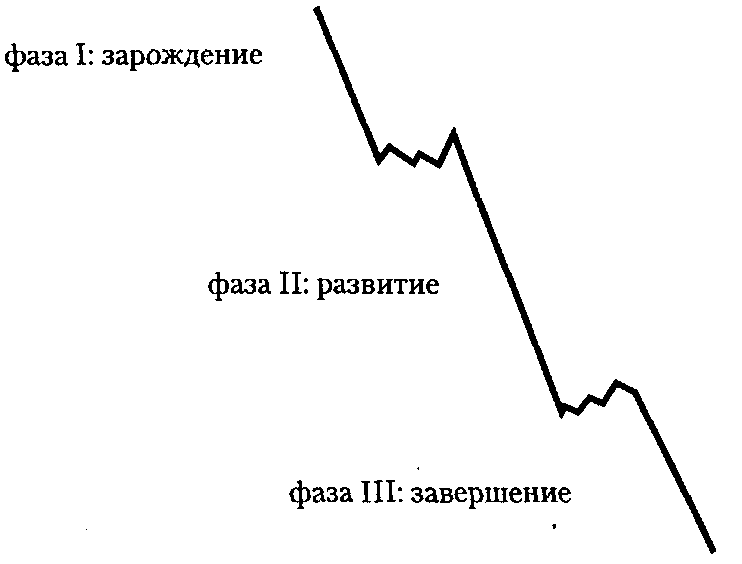 фаза I: зарождение
фаза II: развитие
фаза III: завершение